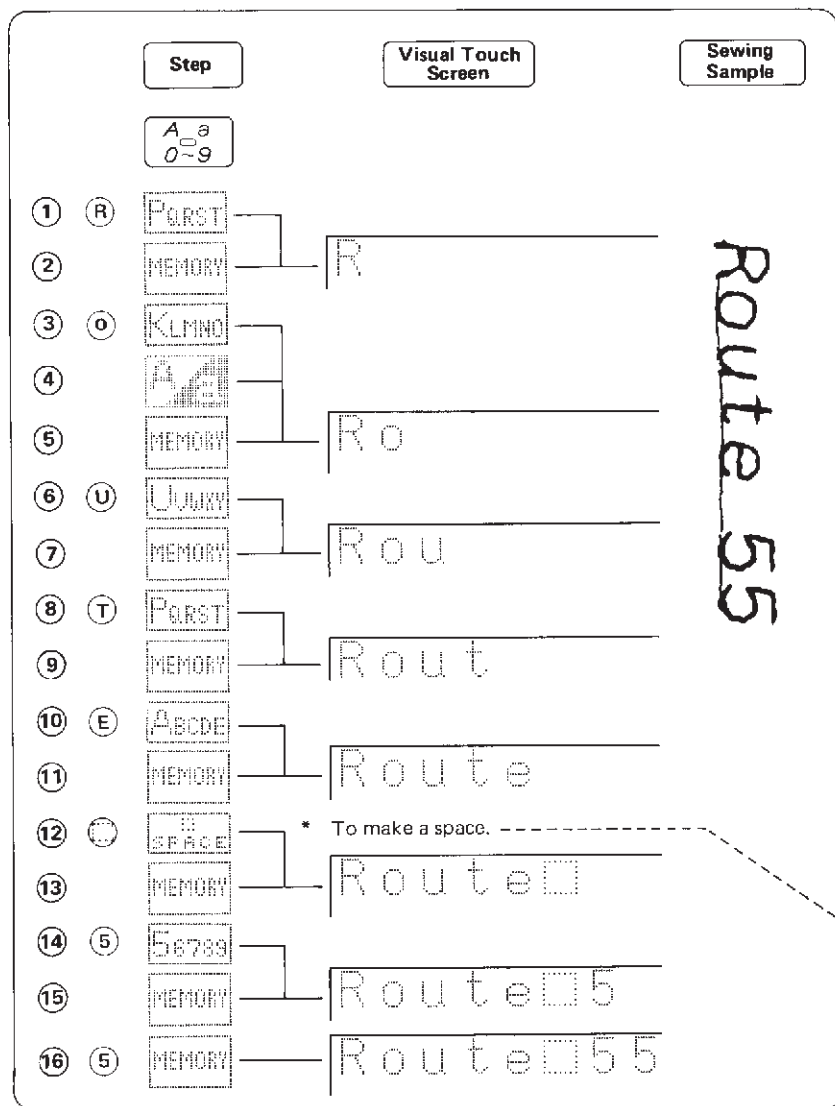 Step Visual Touch Screen Sewing Sample
A a
0~9
1 R PQRST
2 MEMORY R
3 O KLMNO
4 A/a
5 MEMORY Ro
6 U UVWXY
7 MEMORY Rou
8 T PQRST
9 MEMORY Rout
10 E ABCDE
11 MEMORY Route
12 SPACE * To make a space.
13 MEMORY Route
14 5 56789
15 MEMORY Route 5
16 5 MEMORY Route 55
Route 55